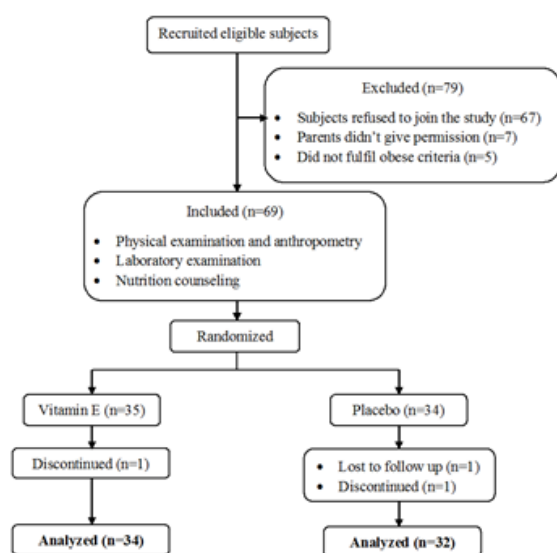 Recruited eligible subjects
Excluded (n=79)
• Subjects refused to join the study (n=67)
• Parents didn't give permission (n=7)
• Did not fulfil obese criteria (n=5)
Included (n=69)
• Physical examination and anthropometry
• Laboratory examination
• Nutrition counseling
Randomized
Vitamin E (n=35)
Placebo (n=34)
Discontinued (n=1)
• Lost to follow up (n=1)
• Discontinued (n=1)
Analyzed (n=34)
Analyzed (n=32)